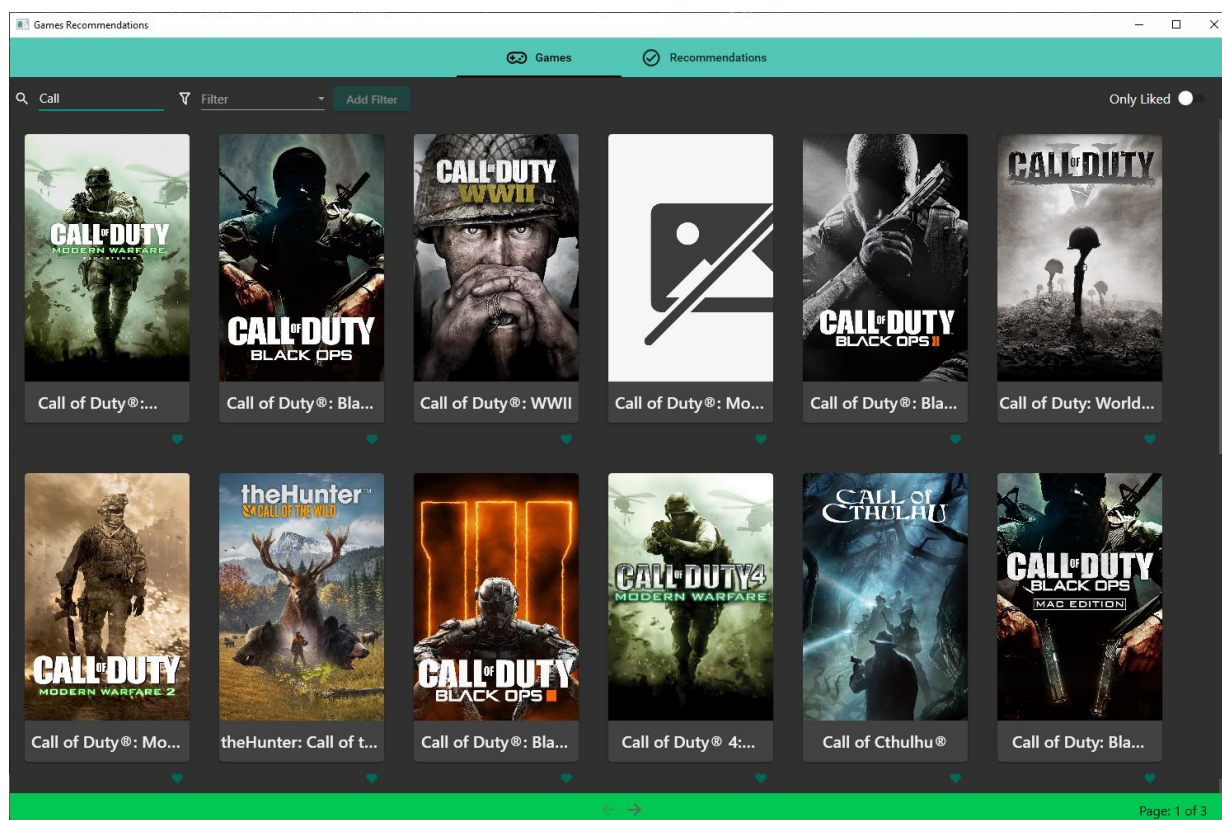 Games Recommendations
Games
Recommendations
Call
Filter
Add Filter
Only Liked
CALL OF DUTY
MODERN WARFARE
REMASTERED
CALL OF DUTY
BLACK OPS
CALL OF DUTY
WWII
CALL OF DUTY
BLACK OPS II
CALL OF DUTY
V
Call of Duty®:...
Call of Duty®: Bla...
Call of Duty®: WWII
Call of Duty®: Mo...
Call of Duty®: Bla...
Call of Duty: World...
CALL OF DUTY
MODERN WARFARE 2
theHunter™
CALL OF THE WILD
III
CALL OF DUTY
BLACK OPS III
CALL OF DUTY 4
MODERN WARFARE
CALL of
CTHULHU
CALL OF DUTY
BLACK OPS
MAC EDITION
Call of Duty®: Mo...
theHunter: Call of t...
Call of Duty®: Bla...
Call of Duty® 4:...
Call of Cthulhu®
Call of Duty: Bla...
Page: 1 of 3